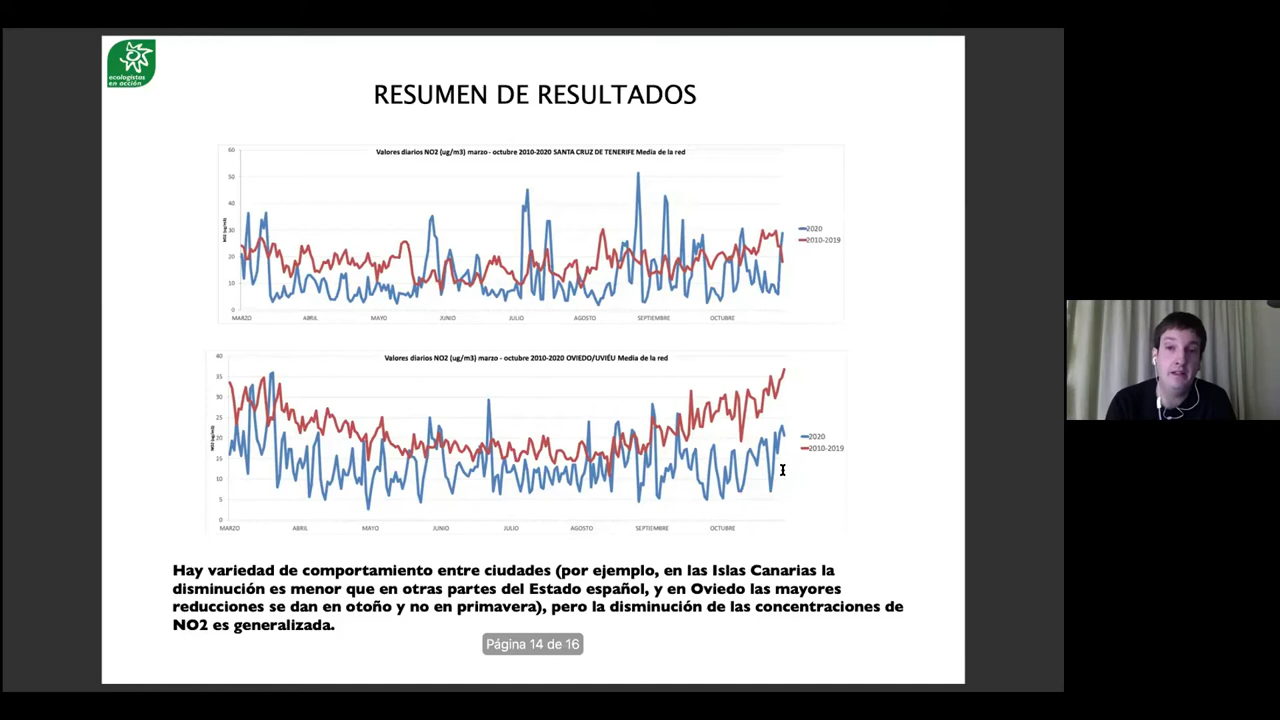 ecologistas
en acción
RESUMEN DE RESULTADOS
Valores diarios NO2 (ug/m3) marzo - octubre 2010-2020 SANTA CRUZ DE TENERIFE Media de la red
60
50
40
30
20
10
0
NO2 (ug/m3)
MARZO ABRIL MAYO JUNIO JULIO AGOSTO SEPTIEMBRE OCTUBRE
2020
2010-2019
Valores diarios NO2 (ug/m3) marzo - octubre 2010-2020 OVIEDO/UVIÉU Media de la red
40
35
30
25
20
15
10
5
0
NO2 (ug/m3)
MARZO ABRIL MAYO JUNIO JULIO AGOSTO SEPTIEMBRE OCTUBRE
2020
2010-2019
Hay variedad de comportamiento entre ciudades (por ejemplo, en las Islas Canarias la
disminución es menor que en otras partes del Estado español, y en Oviedo las mayores
reducciones se dan en otoño y no en primavera), pero la disminución de las concentraciones de
NO2 es generalizada.
Página 14 de 16